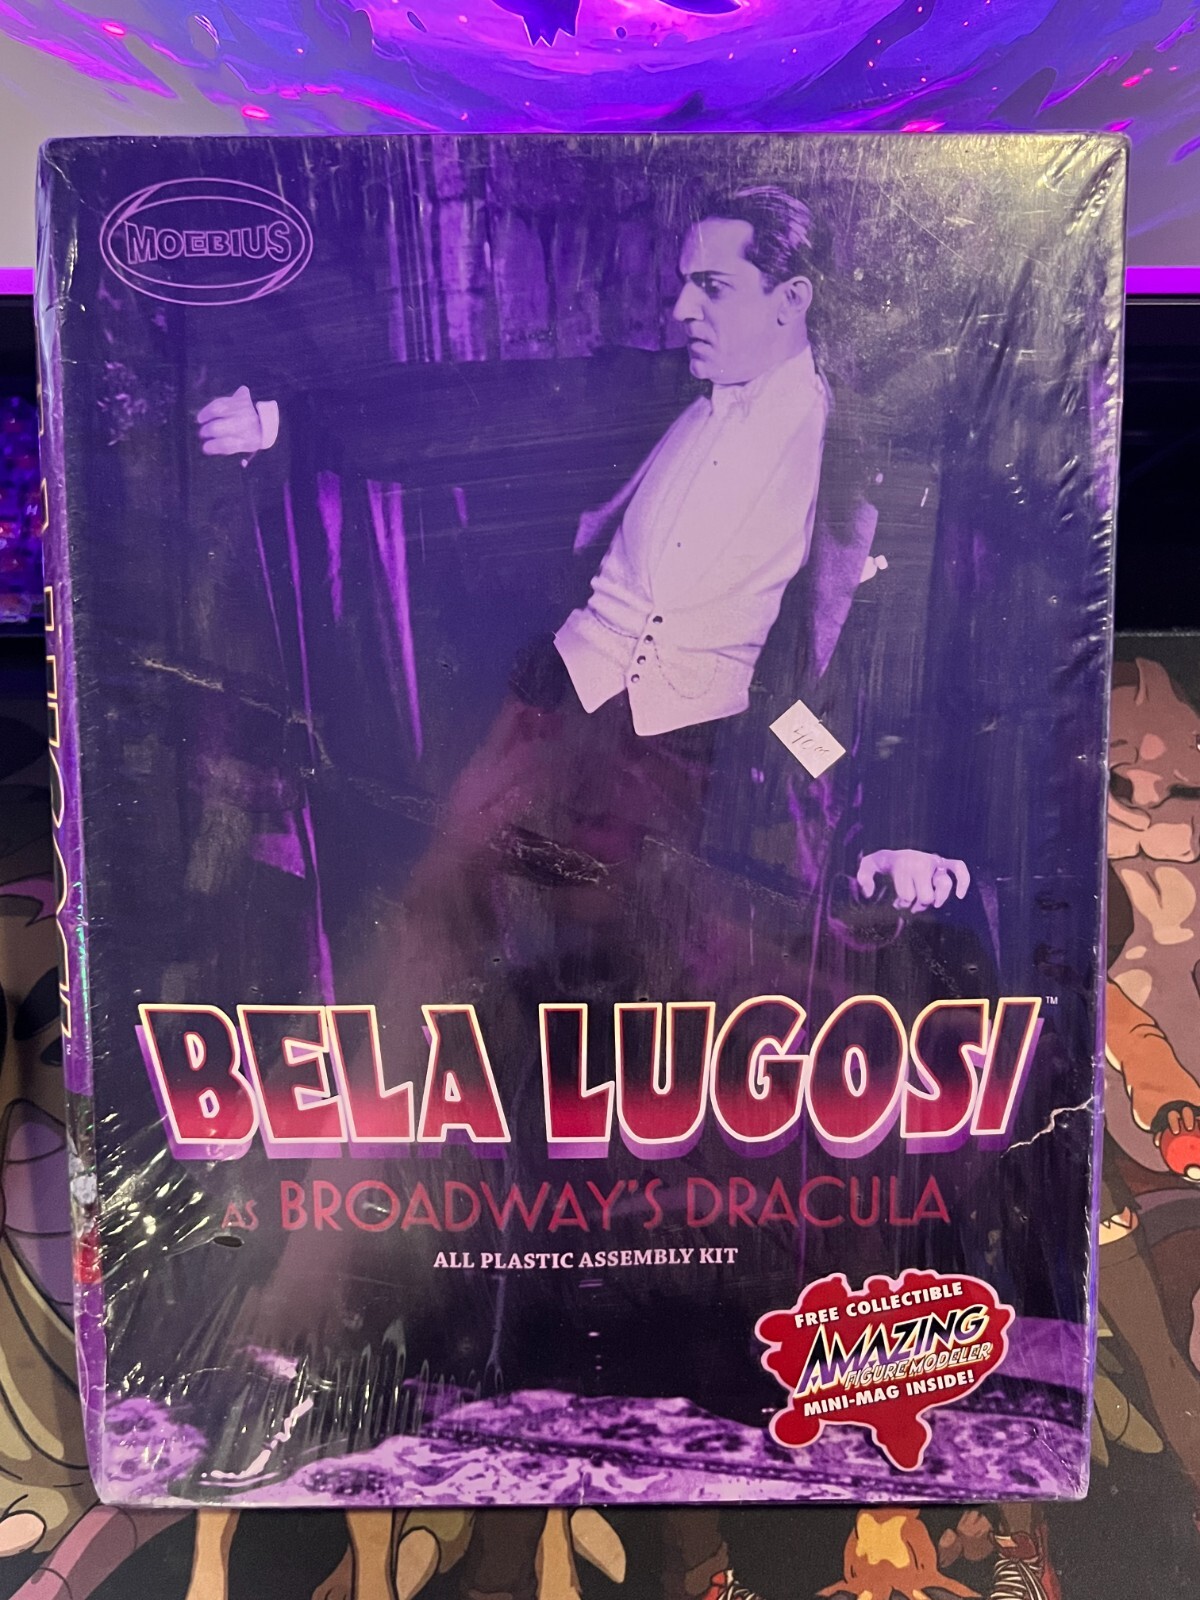 MOEBIUS
BELA LUGOSI™
AS BROADWAY'S DRACULA
ALL PLASTIC ASSEMBLY KIT
FREE COLLECTIBLE
AMAZING
FIGURE MODELER
MINI-MAG INSIDE!